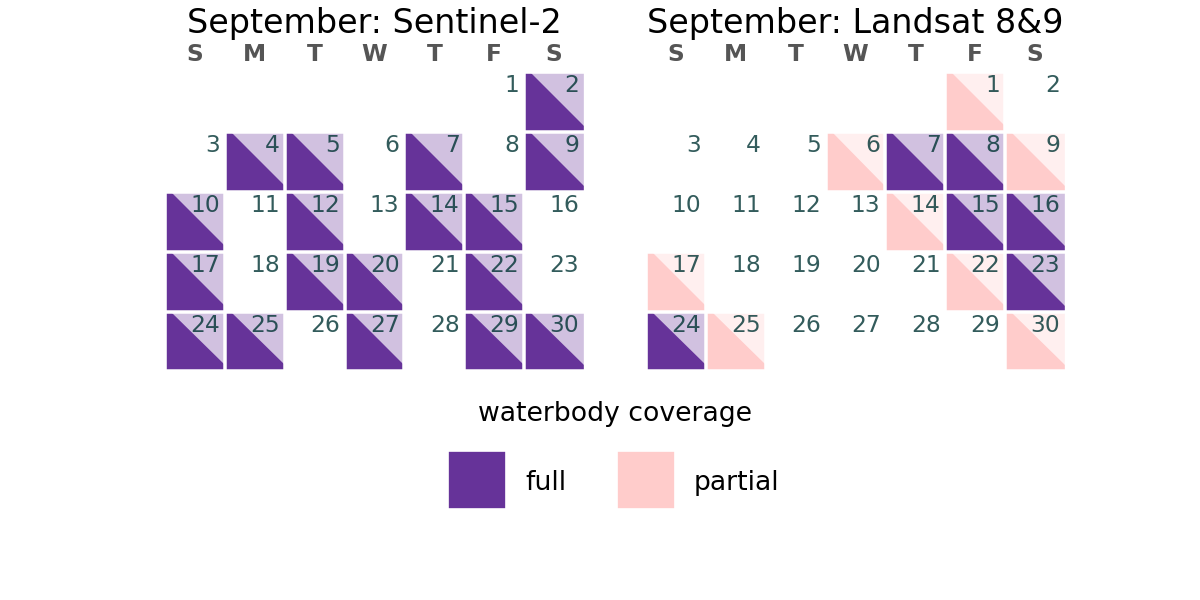 September: Sentinel-2
S M T W T F S
1 2
3 4 5 6 7 8 9
10 11 12 13 14 15 16
17 18 19 20 21 22 23
24 25 26 27 28 29 30
September: Landsat 8&9
S M T W T F S
1 2
3 4 5 6 7 8 9
10 11 12 13 14 15 16
17 18 19 20 21 22 23
24 25 26 27 28 29 30
waterbody coverage
full partial